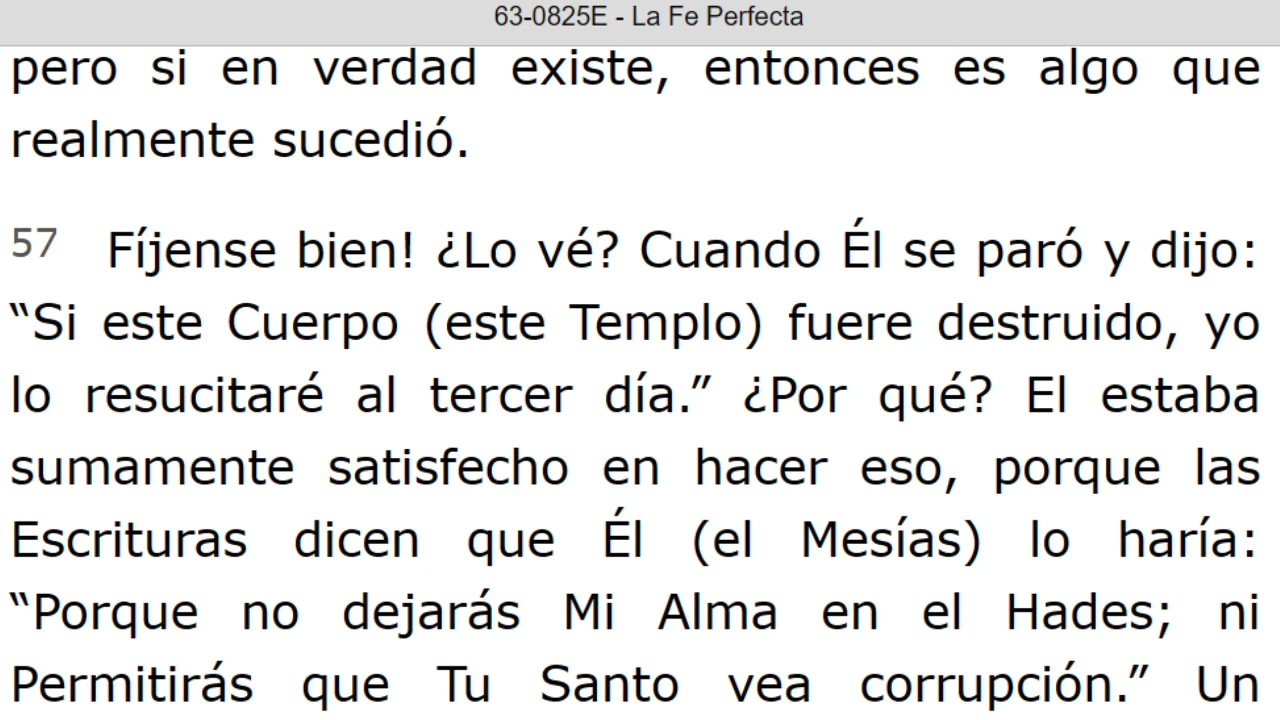 63-0825E - La Fe Perfecta
pero si en verdad existe, entonces es algo que
realmente sucedió.
57 Fíjense bien! ¿Lo vé? Cuando Él se paró y dijo:
“Si este Cuerpo (este Templo) fuere destruido, yo
lo resucitaré al tercer día.” ¿Por qué? El estaba
sumamente satisfecho en hacer eso, porque las
Escrituras dicen que Él (el Mesías) lo haría:
“Porque no dejarás Mi Alma en el Hades; ni
Permitirás que Tu Santo vea corrupción.” Un